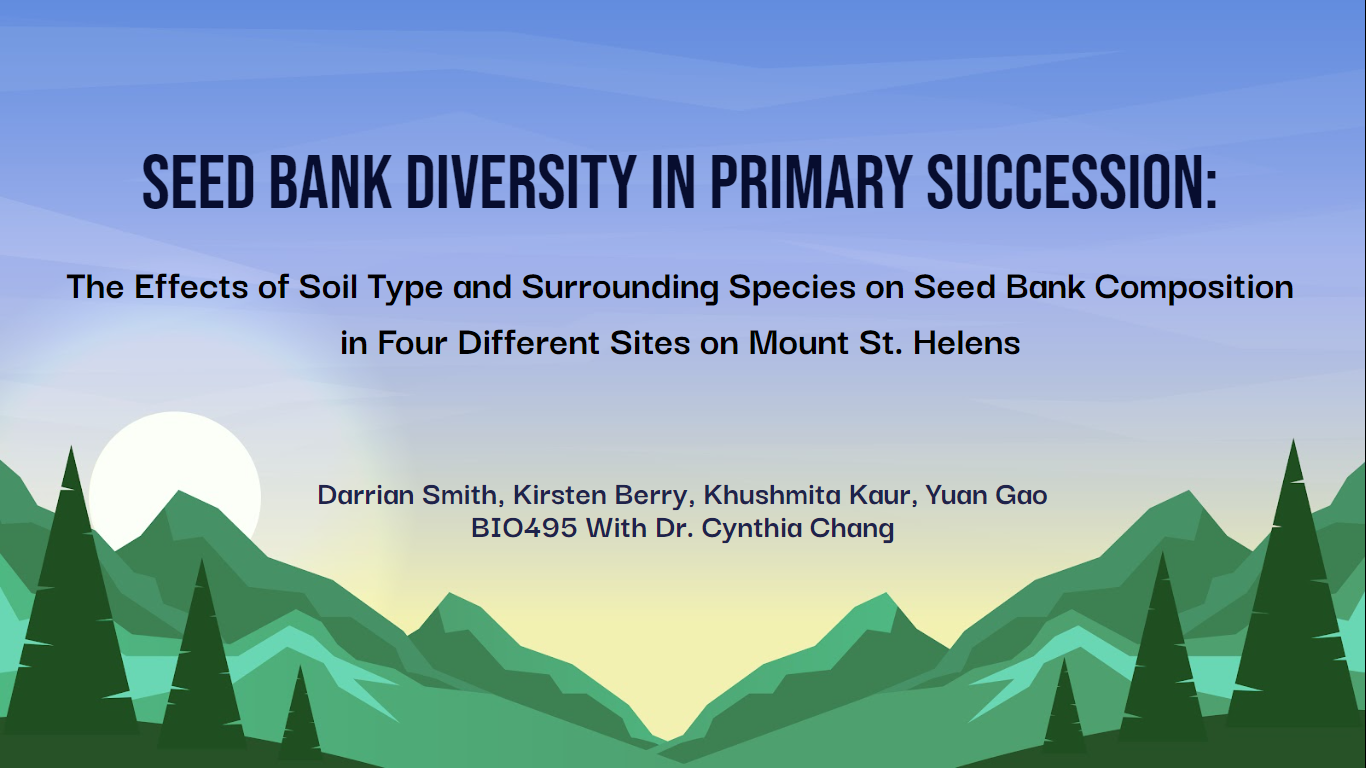 SEED BANK DIVERSITY IN PRIMARY SUCCESSION:
The Effects of Soil Type and Surrounding Species on Seed Bank Composition
in Four Different Sites on Mount St. Helens
Darrian Smith, Kirsten Berry, Khushmita Kaur, Yuan Gao
BIO495 With Dr. Cynthia Chang